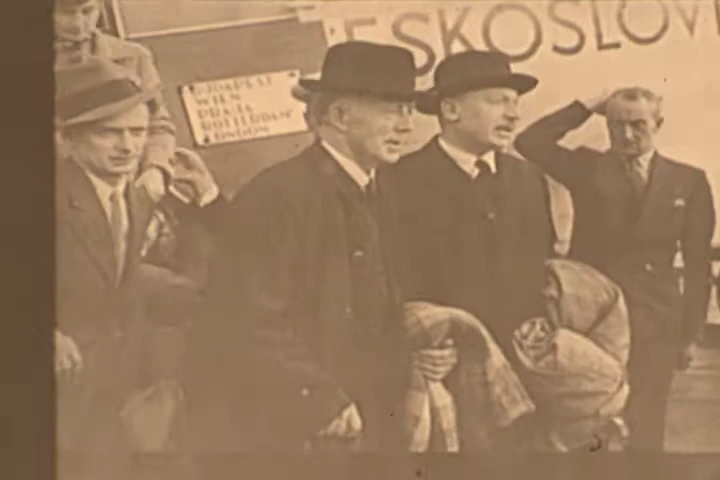 ESKOSLOV
BUDAPEST
WIEN
PRAHA
ROTTERDAM
LONDON